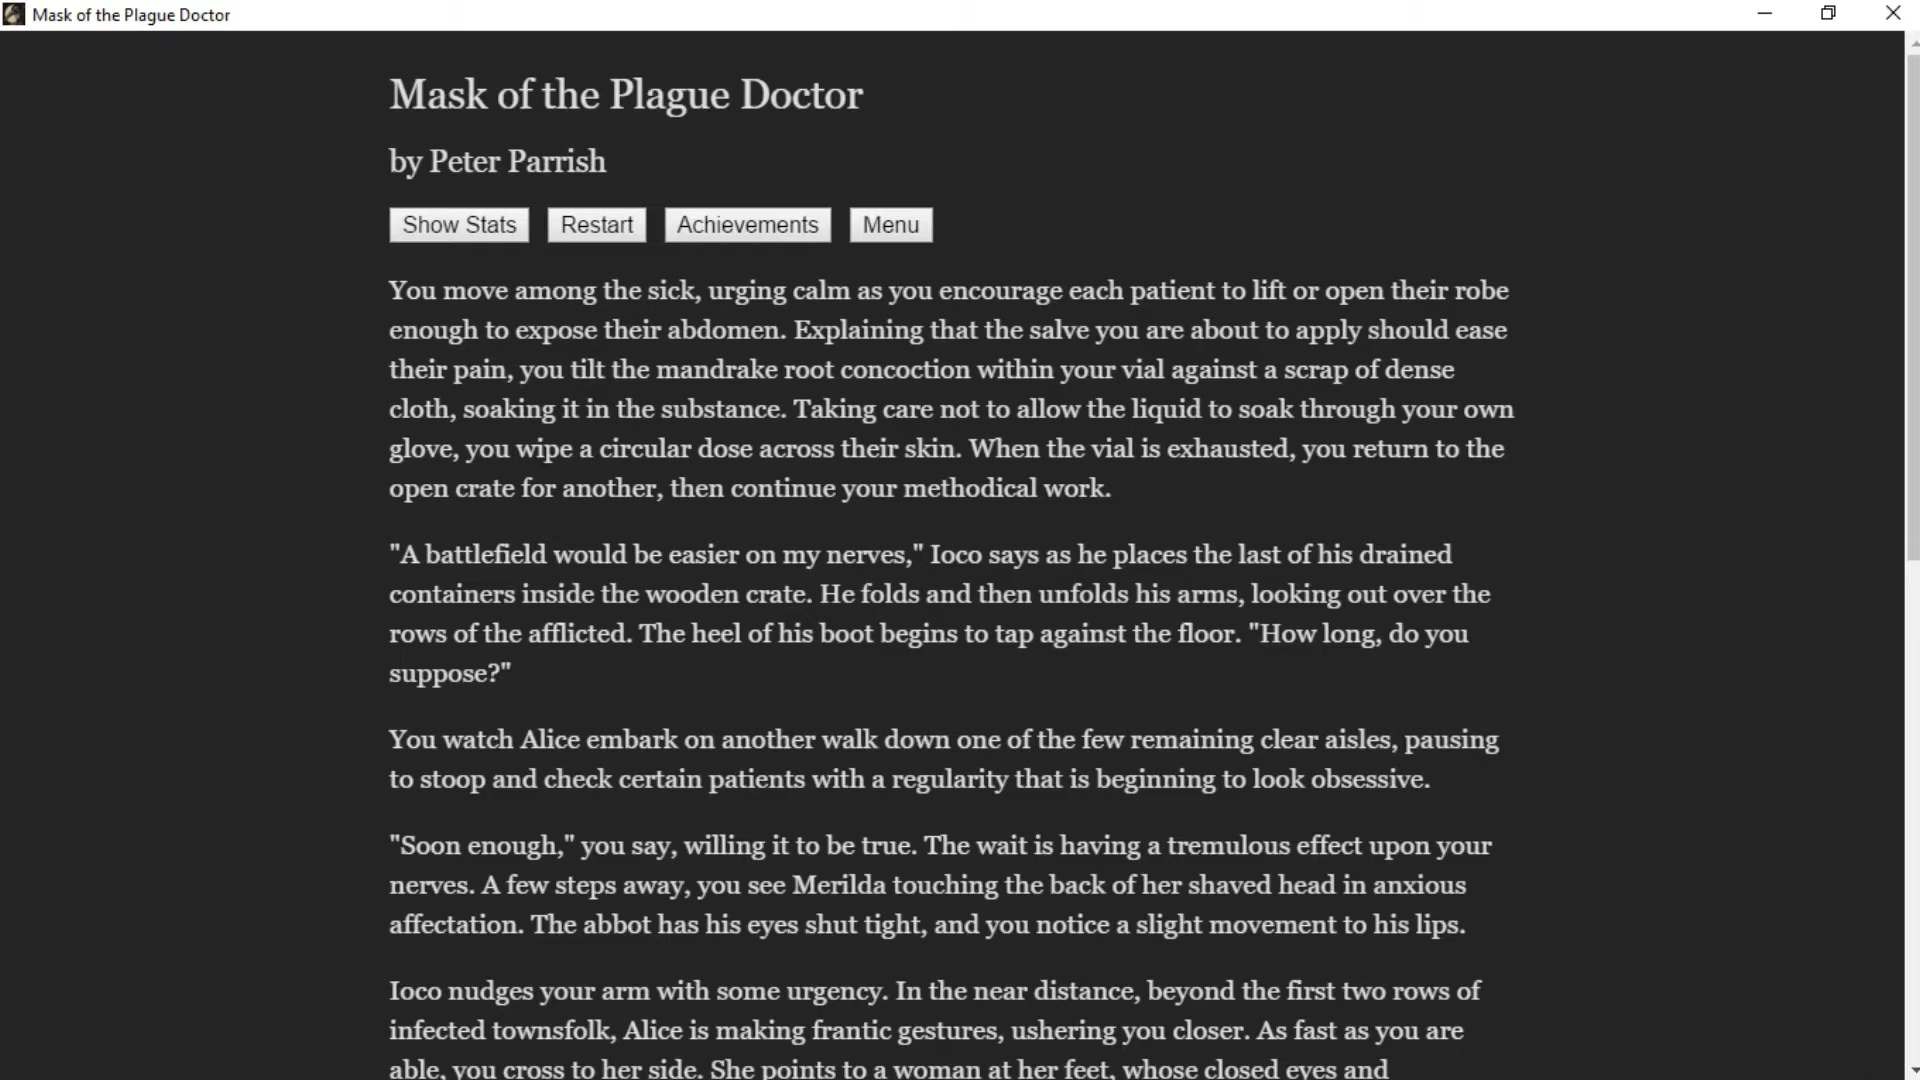 Mask of the Plague Doctor
Mask of the Plague Doctor
by Peter Parrish
Show Stats Restart Achievements Menu
You move among the sick, urging calm as you encourage each patient to lift or open their robe
enough to expose their abdomen. Explaining that the salve you are about to apply should ease
their pain, you tilt the mandrake root concoction within your vial against a scrap of dense
cloth, soaking it in the substance. Taking care not to allow the liquid to soak through your own
glove, you wipe a circular dose across their skin. When the vial is exhausted, you return to the
open crate for another, then continue your methodical work.
"A battlefield would be easier on my nerves," Ioco says as he places the last of his drained
containers inside the wooden crate. He folds and then unfolds his arms, looking out over the
rows of the afflicted. The heel of his boot begins to tap against the floor. "How long, do you
suppose?"
You watch Alice embark on another walk down one of the few remaining clear aisles, pausing
to stoop and check certain patients with a regularity that is beginning to look obsessive.
"Soon enough," you say, willing it to be true. The wait is having a tremulous effect upon your
nerves. A few steps away, you see Merilda touching the back of her shaved head in anxious
affectation. The abbot has his eyes shut tight, and you notice a slight movement to his lips.
Ioco nudges your arm with some urgency. In the near distance, beyond the first two rows of
infected townsfolk, Alice is making frantic gestures, ushering you closer. As fast as you are
able, you cross to her side. She points to a woman at her feet, whose closed eyes and